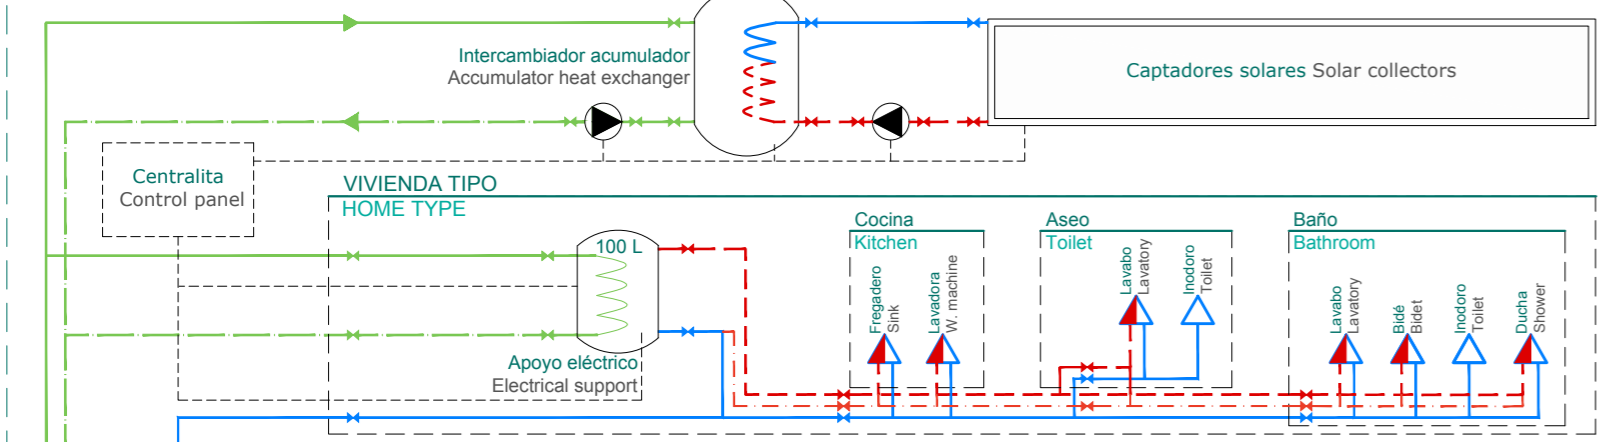 Intercambiador acumulador
Accumulator heat exchanger
Captadores solares Solar collectors
Centralita
Control panel
VIVIENDA TIPO
HOME TYPE
100 L
Apoyo eléctrico
Electrical support
Cocina
Kitchen
Fregadero
Sink
Lavadora
W. machine
Aseo
Toilet
Lavabo
Lavatory
Inodoro
Toilet
Baño
Bathroom
Lavabo
Lavatory
Bidé
Bidet
Inodoro
Toilet
Ducha
Shower